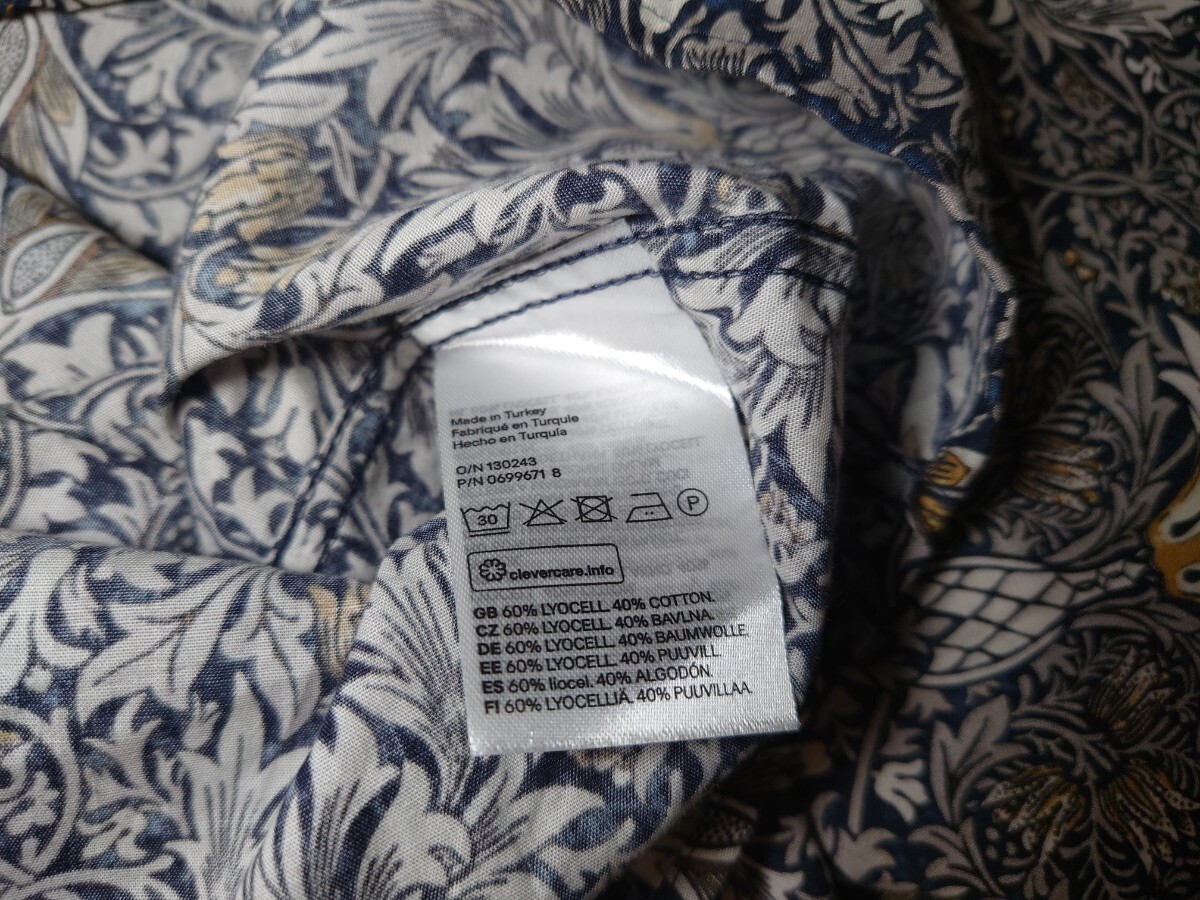 Made in Turkey
Fabriqué en Turquie
Hecho en Turquía
O/N 130243
P/N 0699671 8
30 P
clevercare.info
GB 60% LYOCELL. 40% COTTON.
CZ 60% LYOCELL. 40% BAVLNA.
DE 60% LYOCELL. 40% BAUMWOLLE.
EE 60% LYOCELL. 40% PUUVILL.
ES 60% liocel. 40% ALGODÓN.
FI 60% LYOCELLIÄ. 40% PUUVILLAA.